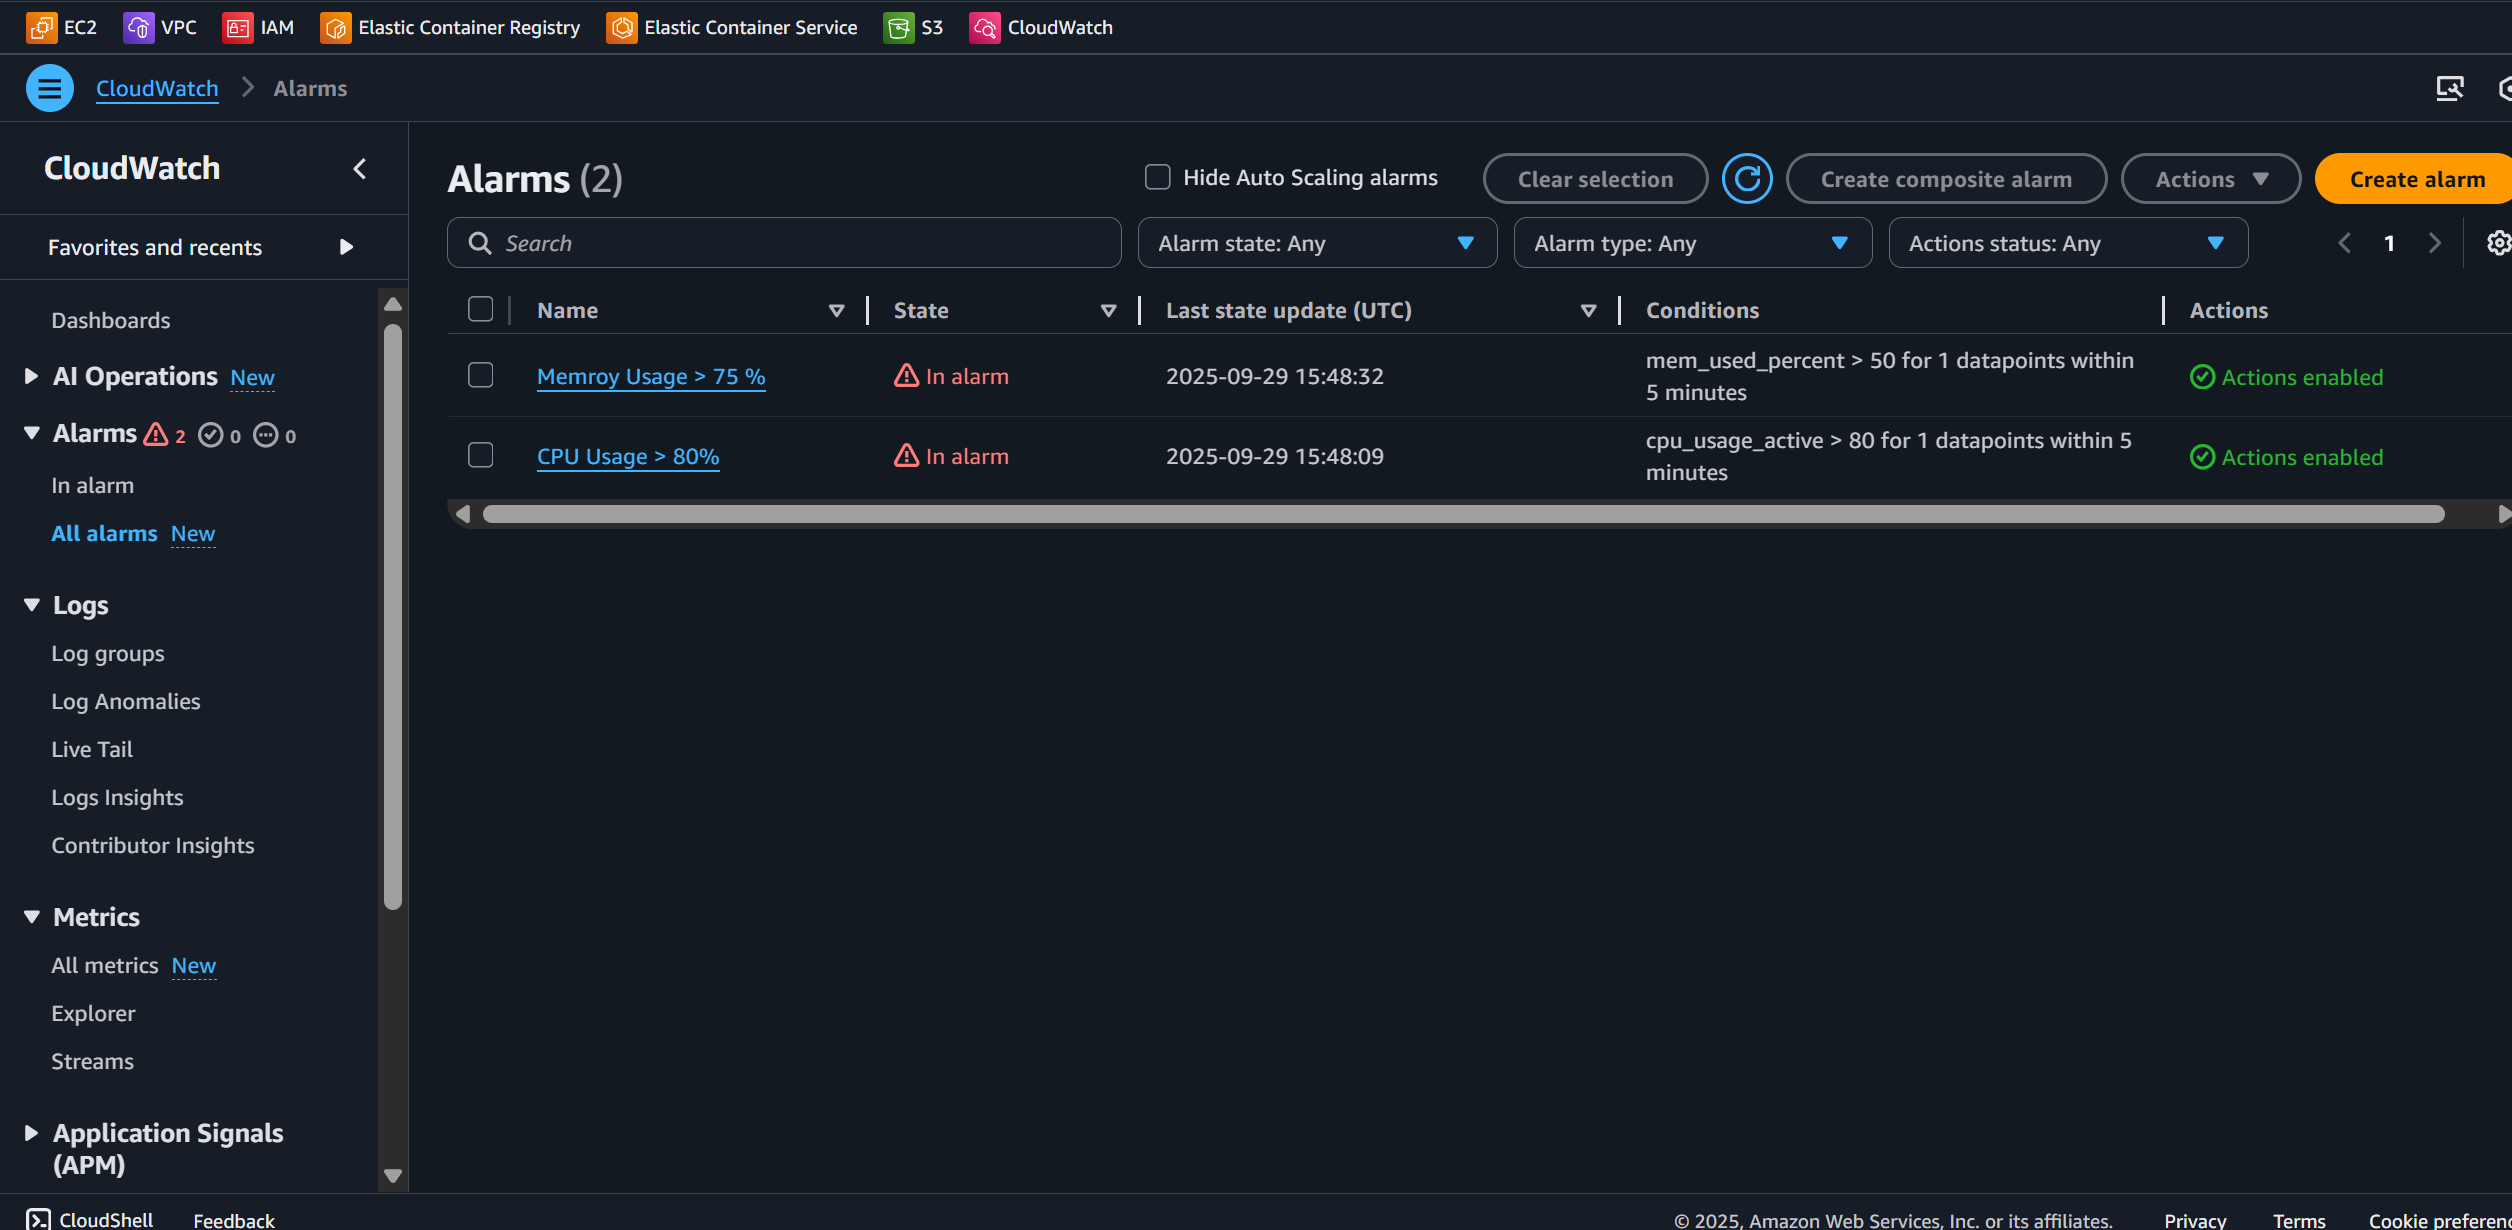 EC2 VPC IAM Elastic Container Registry Elastic Container Service S3 CloudWatch
CloudWatch Alarms
CloudWatch
Favorites and recents
Dashboards
AI Operations New
Alarms 2 0 0
In alarm
All alarms New
Logs
Log groups
Log Anomalies
Live Tail
Logs Insights
Contributor Insights
Metrics
All metrics New
Explorer
Streams
Application Signals
(APM)
Alarms (2)
Hide Auto Scaling alarms Clear selection Create composite alarm Actions Create alarm
Search Alarm state: Any Alarm type: Any Actions status: Any 1
Name State Last state update (UTC) Conditions Actions
Memroy Usage > 75 % In alarm 2025-09-29 15:48:32 mem_used_percent > 50 for 1 datapoints within
5 minutes Actions enabled
CPU Usage > 80% In alarm 2025-09-29 15:48:09 cpu_usage_active > 80 for 1 datapoints within 5
minutes Actions enabled
CloudShell Feedback © 2025, Amazon Web Services, Inc. or its affiliates. Privacy Terms Cookie